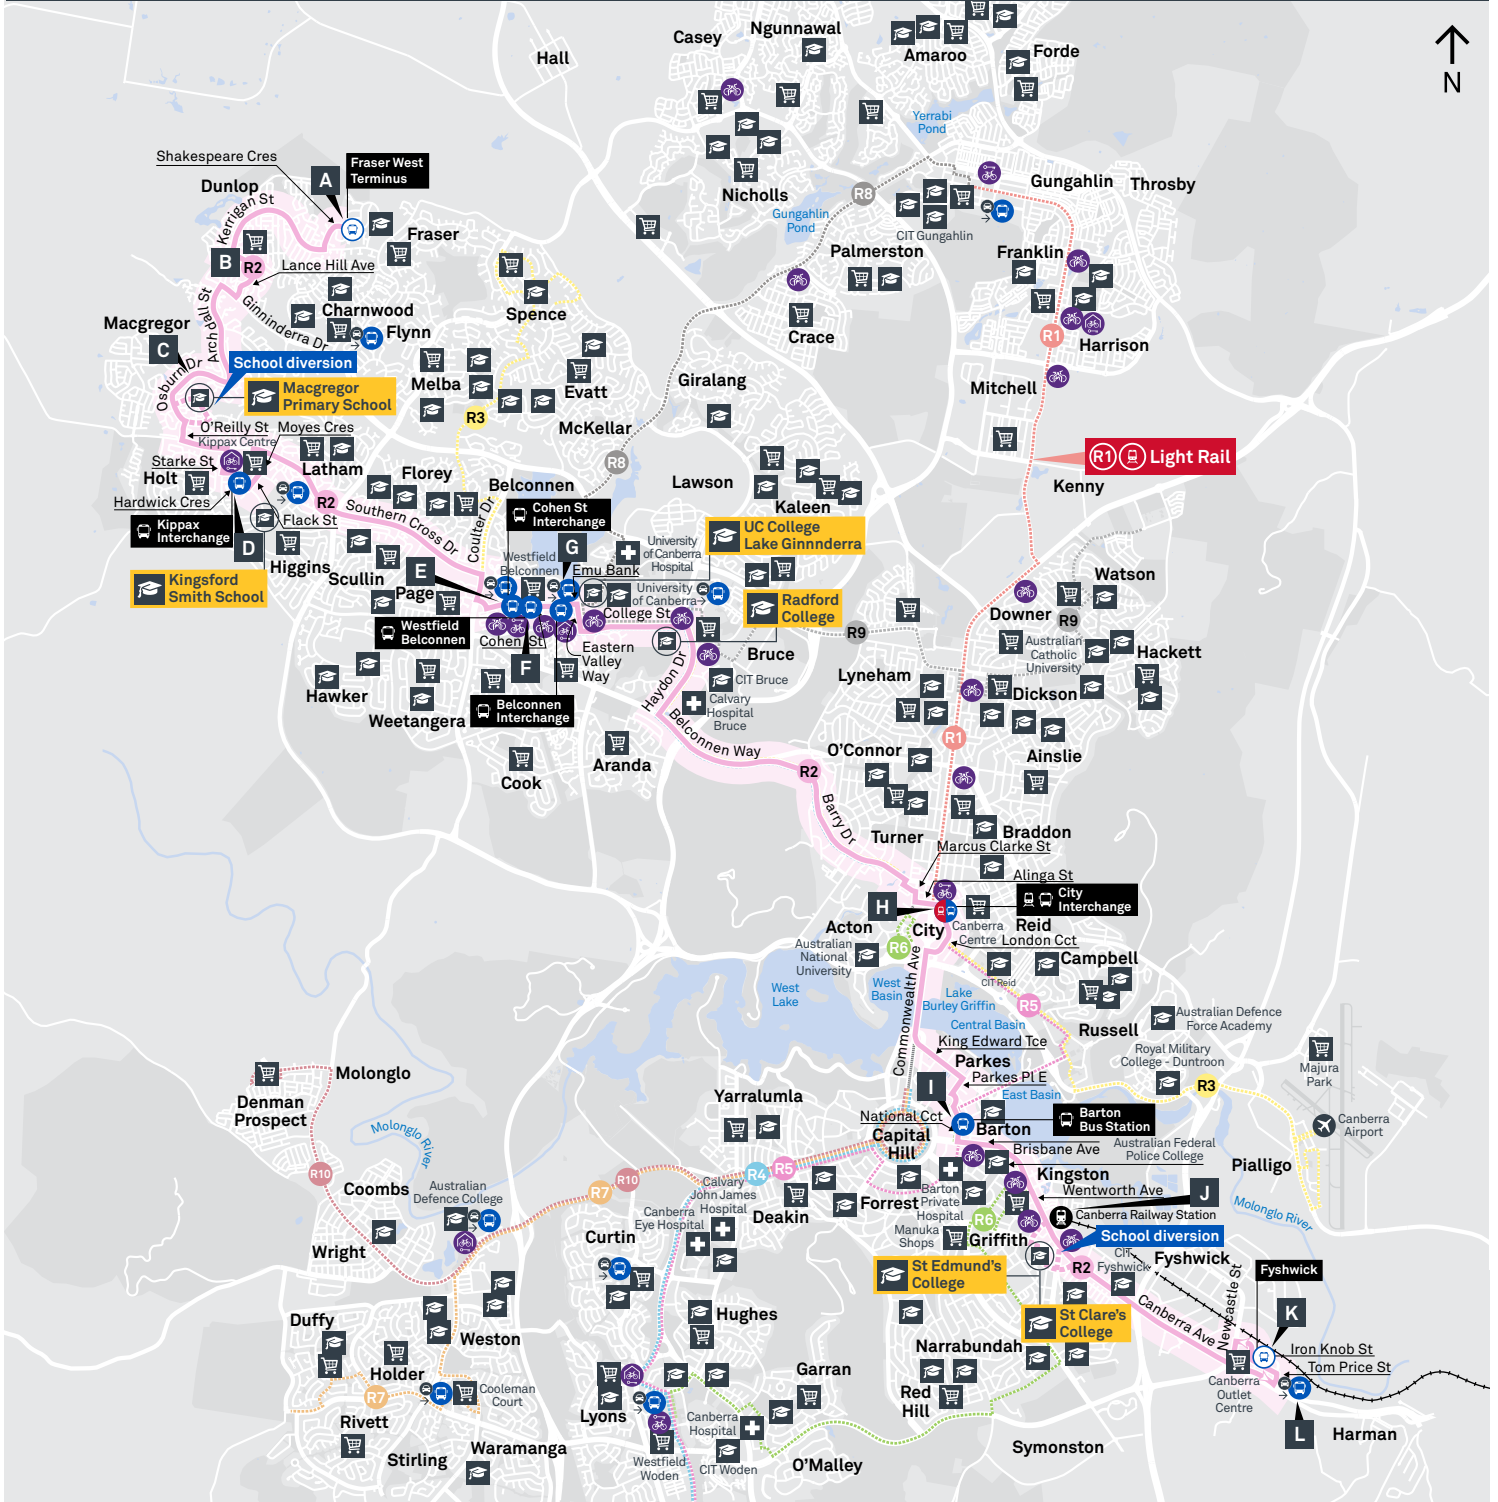 Casey
Ngunnawal
Hall
Amaroo
Forde
N
Yerrabi
Pond
Shakespeare Cres
A
Fraser West
Terminus
Dunlop
Kerrigan St
Fraser
B
R2
Lance Hill Ave
Nicholls
R8
Gungahlin
Pond
Gungahlin
Throsby
CIT Gungahlin
Palmerston
Franklin
Charnwood
Ginninderra Dr
Flynn
Archdall St
Macgregor
C
Osburn Dr
School diversion
Macgregor
Primary School
Spence
Crace
R1
Harrison
Melba
Evatt
Giralang
Mitchell
R3
McKellar
O'Reilly St
Moyes Cres
Kippax Centre
Starke St
Holt
Latham
Hardwick Cres
Florey
R8
R1
Light Rail
Kenny
Belconnen
Lawson
Kaleen
R2
Southern Cross Dr
Coulter Dr
Flack St
Kippax
Interchange
D
Higgins
Cohen St
Interchange
UC College
Lake Ginnnderra
Kingsford
Smith School
Scullin
Page
E
Westfield
Belconnen
G
Emu Bank
University
of Canberra
Hospital
University
of Canberra
Radford
College
Watson
Downer
R9
R9
Westfield
Belconnen
Cohen St
College St
F
Eastern
Valley
Way
Bruce
Australian
Catholic
University
Hackett
Hawker
Weetangera
Belconnen
Interchange
Haydon Dr
CIT Bruce
Calvary
Hospital
Bruce
Lyneham
Dickson
Belconnen Way
R1
Cook
Aranda
O'Connor
Ainslie
R2
Barry Dr
Turner
Braddon
Marcus Clarke St
Alinga St
H
City
Interchange
Acton
City
Canberra
Centre
Reid
London Cct
R6
Australian
National
University
Campbell
CIT Reid
West
Lake
West
Basin
Commonwealth Ave
Lake
Burley Griffin
R5
Central Basin
Russell
Australian Defence
Force Academy
King Edward Tce
Royal Military
College - Duntroon
Majura
Park
Molonglo
Parkes
Parkes Pl E
I
East Basin
R3
Denman
Prospect
Yarralumla
National Cct
Barton
Barton
Bus Station
Canberra
Airport
Molonglo
River
Capital
Hill
Brisbane Ave
Australian Federal
Police College
Pialligo
R10
R10
R7
R4
R5
Kingston
Wentworth Ave
J
Coombs
Australian
Defence College
Calvary
John James
Hospital
Canberra
Eye Hospital
Deakin
Forrest
Barton
Private
Hospital
Manuka
Shops
R6
Griffith
Canberra Railway Station
School diversion
Molonglo River
Wright
Curtin
CIT
Fyshwick
Fyshwick
R2
Fyshwick
St Edmund's
College
St Clare's
College
Canberra Ave
Newcastle St
K
Duffy
Weston
Hughes
Narrabundah
Iron Knob St
Tom Price St
Holder
R7
Cooleman
Court
Garran
Canberra
Outlet
Centre
Red
Hill
Rivett
Lyons
Canberra
Hospital
L
Harman
Stirling
Waramanga
Westfield
Woden
CIT Woden
O'Malley
Symonston